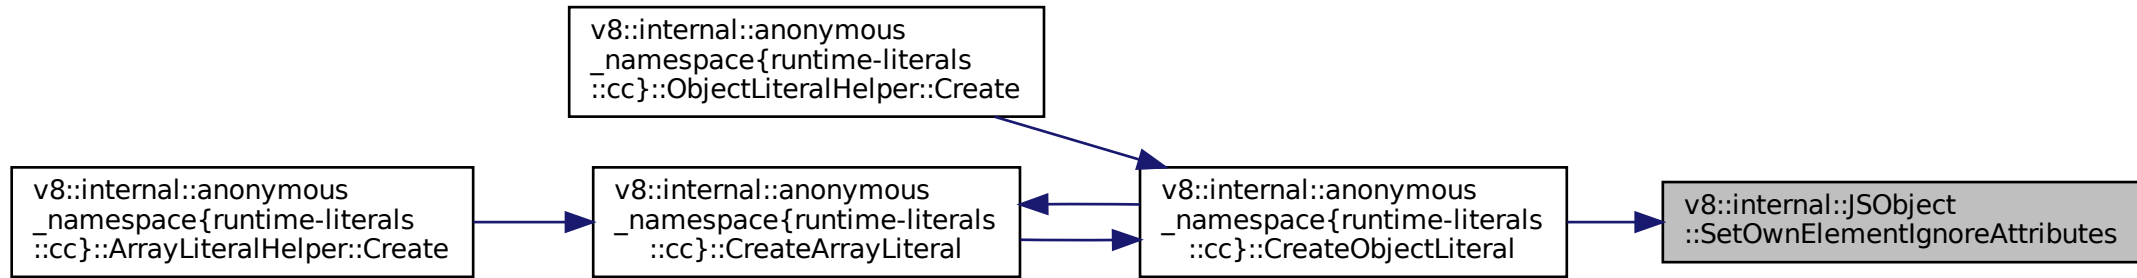 v8::internal::anonymous
_namespace{runtime-literals
::cc}::ObjectLiteralHelper::Create
v8::internal::anonymous
_namespace{runtime-literals
::cc}::ArrayLiteralHelper::Create
v8::internal::anonymous
_namespace{runtime-literals
::cc}::CreateArrayLiteral
v8::internal::anonymous
_namespace{runtime-literals
::cc}::CreateObjectLiteral
v8::internal::JSObject
::SetOwnElementIgnoreAttributes